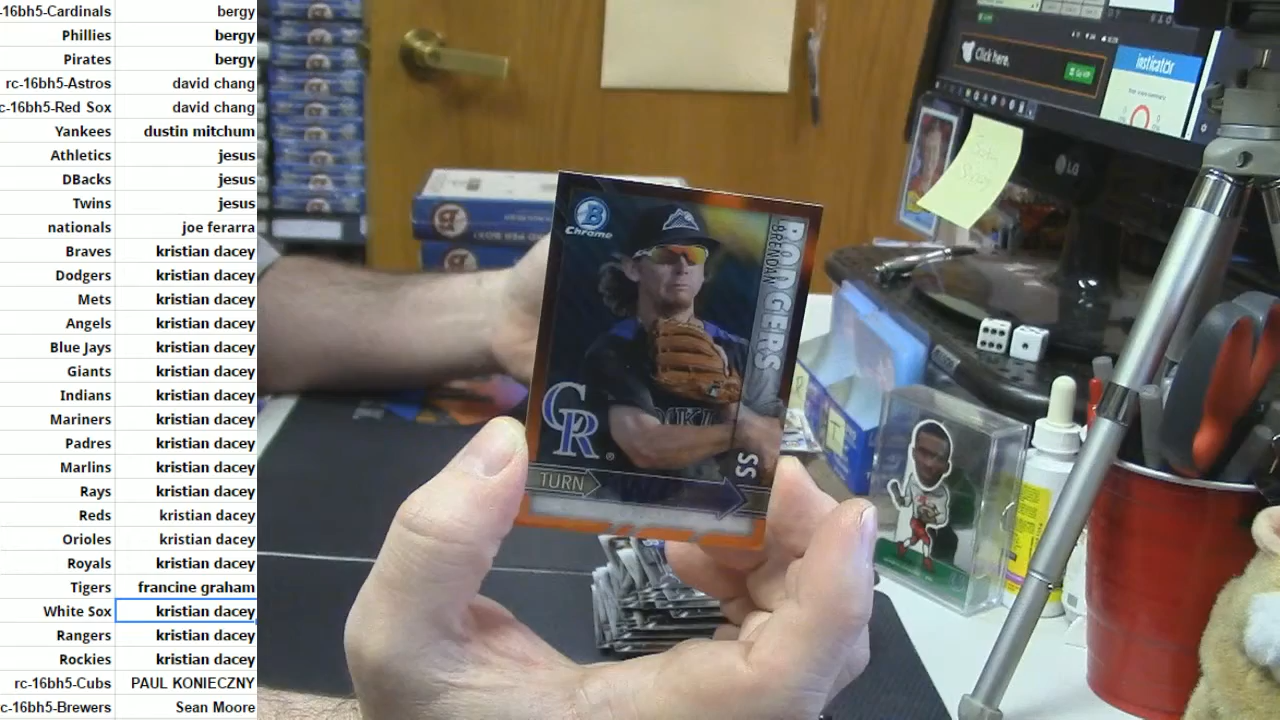 -16bh5-Cardinals bergy
Phillies bergy
Pirates bergy
rc-16bh5-Astros david chang
c-16bh5-Red Sox david chang
Yankees dustin mitchum
Athletics jesus
DBacks jesus
Twins jesus
nationals joe ferarra
Braves kristian dacey
Dodgers kristian dacey
Mets kristian dacey
Angels kristian dacey
Blue Jays kristian dacey
Giants kristian dacey
Indians kristian dacey
Mariners kristian dacey
Padres kristian dacey
Marlins kristian dacey
Rays kristian dacey
Reds kristian dacey
Orioles kristian dacey
Royals kristian dacey
Tigers francine graham
White Sox kristian dacey
Rangers kristian dacey
Rockies kristian dacey
rc-16bh5-Cubs PAUL KONIECZNY
c-16bh5-Brewers Sean Moore
B
Chrome
BRENDAN
RODGERS
CR
SS
TURN
Click here.
insticator
LG